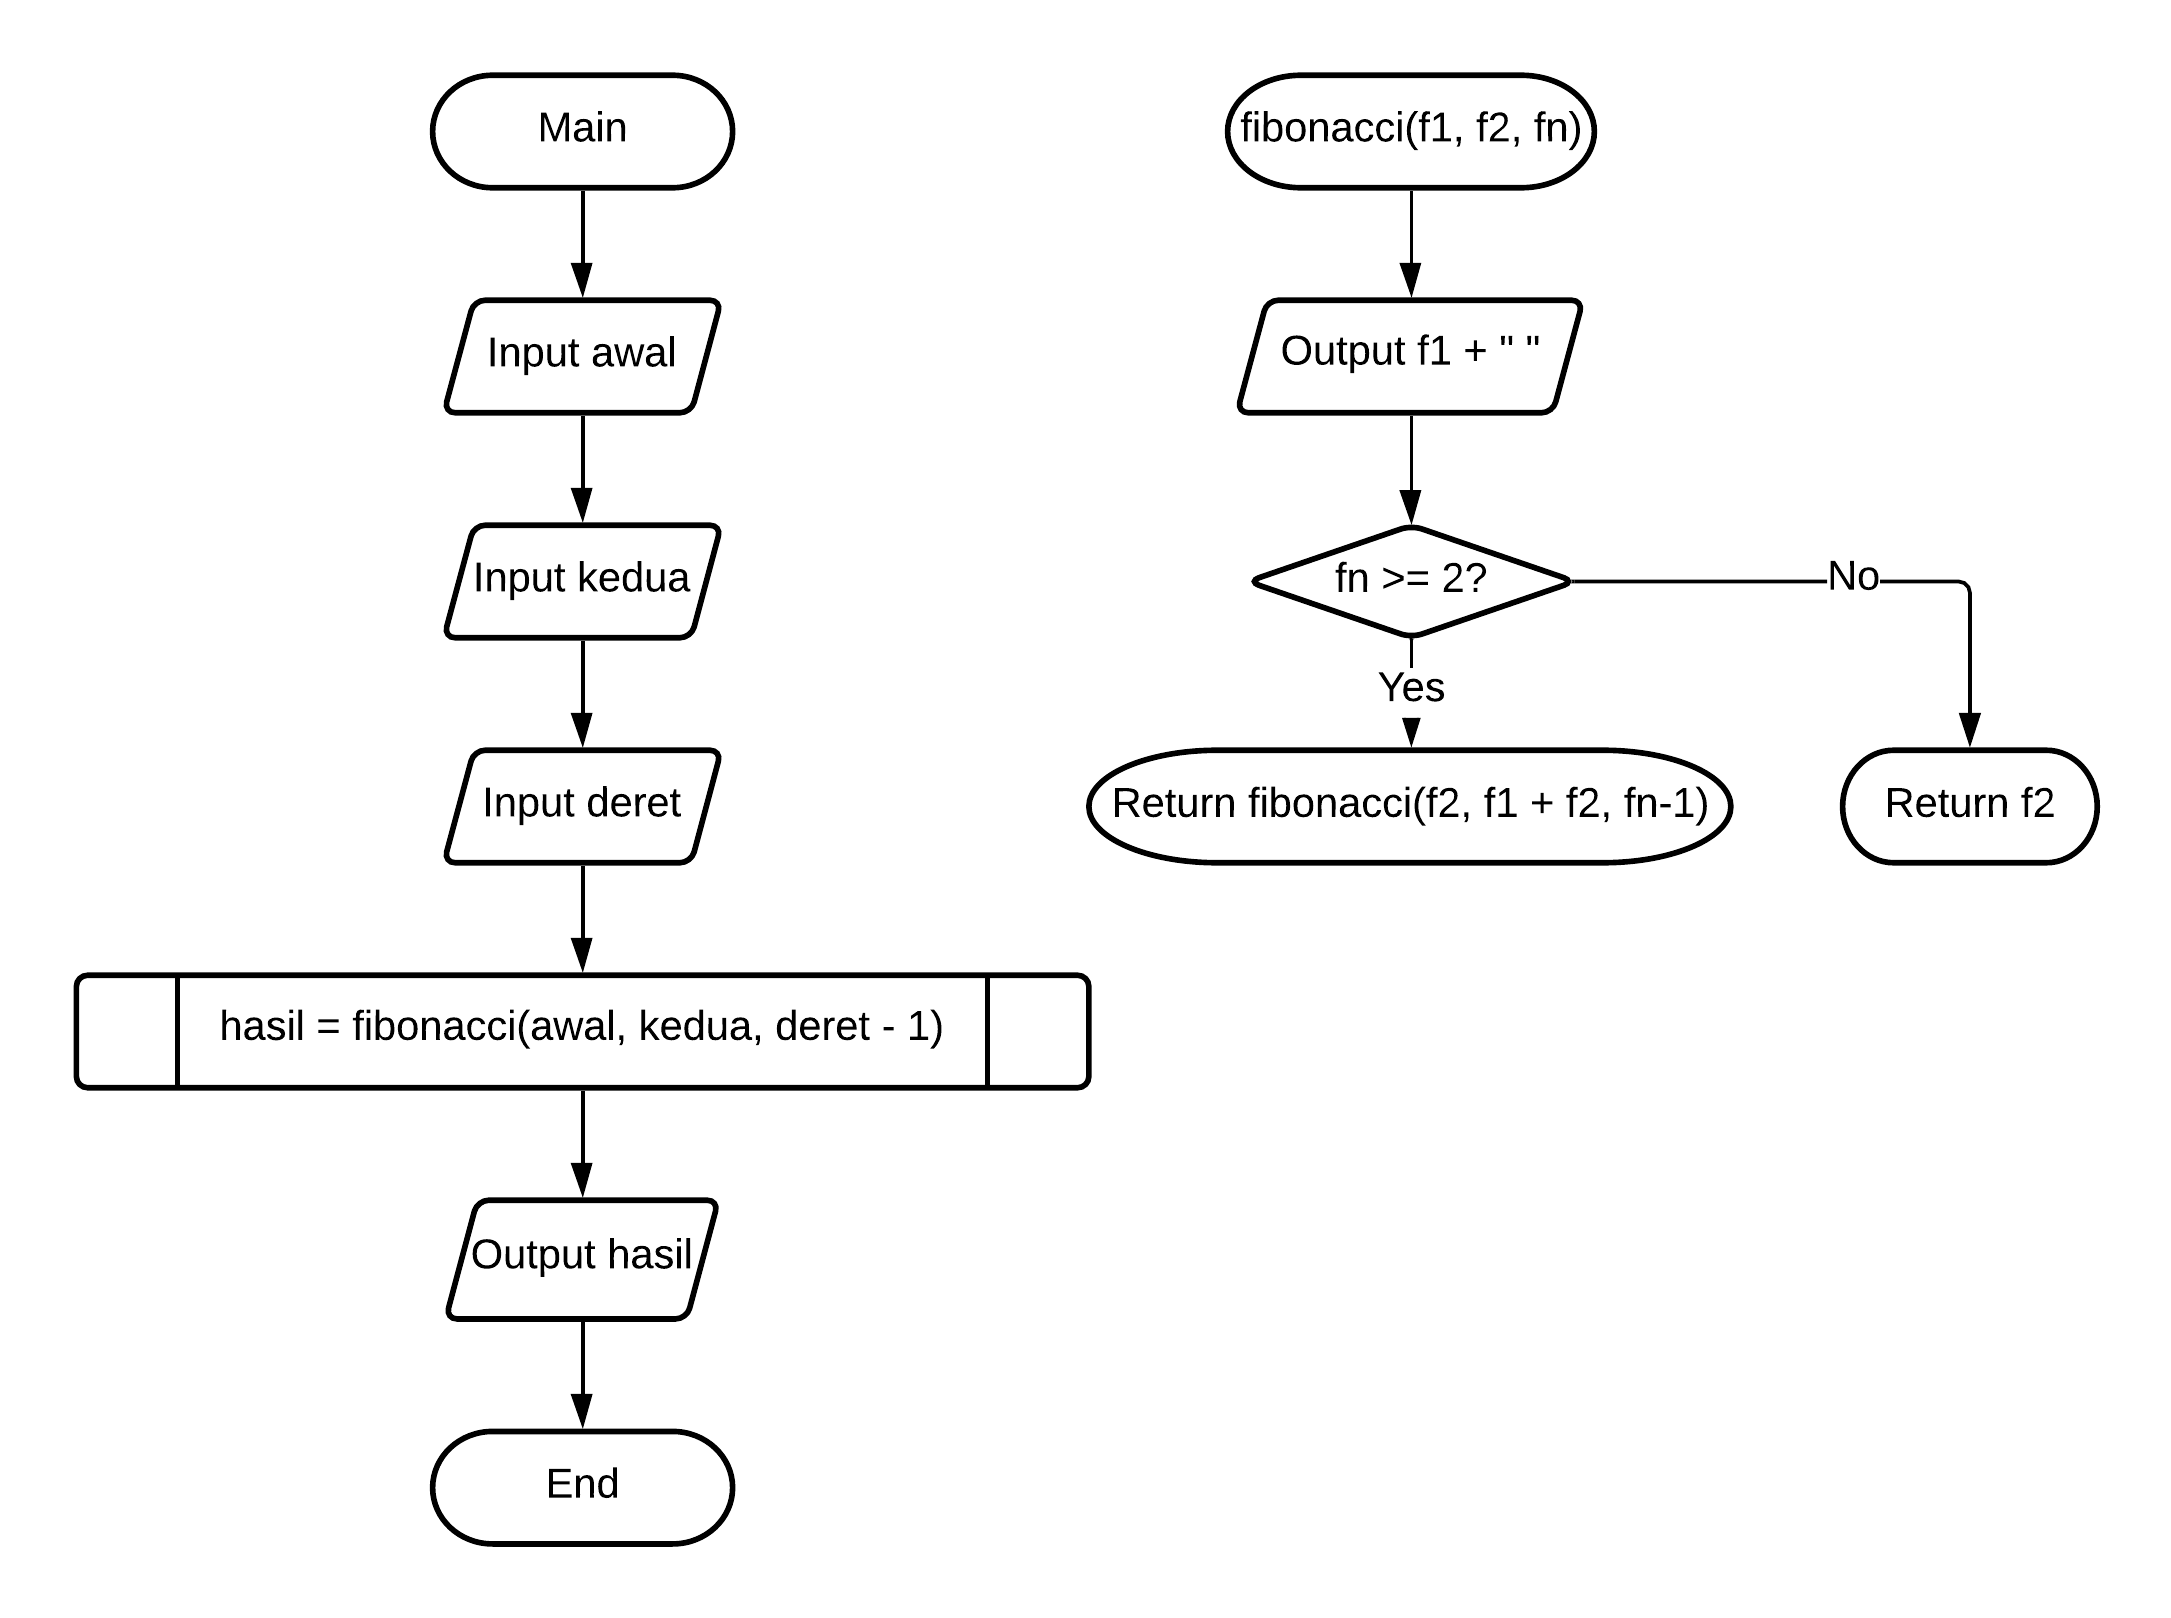 Main
Input awal
Input kedua
Input deret
hasil = fibonacci(awal, kedua, deret - 1)
Output hasil
End
fibonacci(f1, f2, fn)
Output f1 + " "
fn >= 2?
No
Yes
Return fibonacci(f2, f1 + f2, fn-1)
Return f2